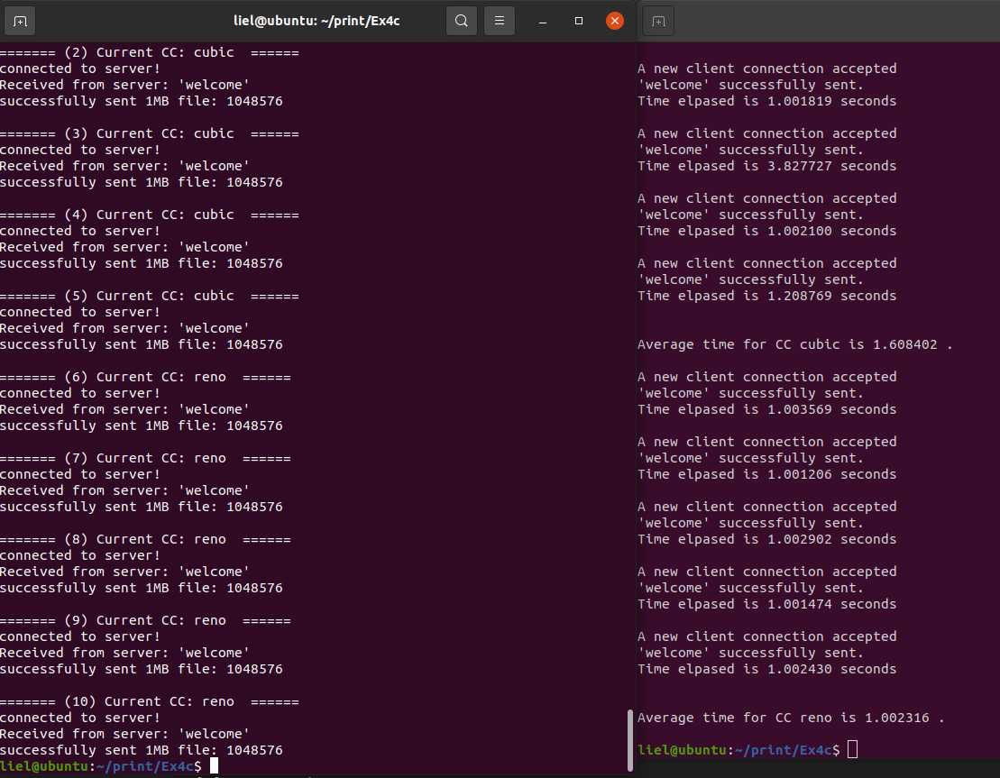 liel@ubuntu: ~/print/Ex4c
======= (2) Current CC: cubic  ======
connected to server!
Received from server: 'welcome'
successfully sent 1MB file: 1048576
======= (3) Current CC: cubic  ======
connected to server!
Received from server: 'welcome'
successfully sent 1MB file: 1048576
======= (4) Current CC: cubic  ======
connected to server!
Received from server: 'welcome'
successfully sent 1MB file: 1048576
======= (5) Current CC: cubic  ======
connected to server!
Received from server: 'welcome'
successfully sent 1MB file: 1048576
======= (6) Current CC: reno  ======
connected to server!
Received from server: 'welcome'
successfully sent 1MB file: 1048576
======= (7) Current CC: reno  ======
connected to server!
Received from server: 'welcome'
successfully sent 1MB file: 1048576
======= (8) Current CC: reno  ======
connected to server!
Received from server: 'welcome'
successfully sent 1MB file: 1048576
======= (9) Current CC: reno  ======
connected to server!
Received from server: 'welcome'
successfully sent 1MB file: 1048576
======= (10) Current CC: reno  ======
connected to server!
Received from server: 'welcome'
successfully sent 1MB file: 1048576
liel@ubuntu:~/print/Ex4c$
A new client connection accepted
'welcome' successfully sent.
Time elpased is 1.001819 seconds
A new client connection accepted
'welcome' successfully sent.
Time elpased is 3.827727 seconds
A new client connection accepted
'welcome' successfully sent.
Time elpased is 1.002100 seconds
A new client connection accepted
'welcome' successfully sent.
Time elpased is 1.208769 seconds
Average time for CC cubic is 1.608402 .
A new client connection accepted
'welcome' successfully sent.
Time elpased is 1.003569 seconds
A new client connection accepted
'welcome' successfully sent.
Time elpased is 1.001206 seconds
A new client connection accepted
'welcome' successfully sent.
Time elpased is 1.002902 seconds
A new client connection accepted
'welcome' successfully sent.
Time elpased is 1.001474 seconds
A new client connection accepted
'welcome' successfully sent.
Time elpased is 1.002430 seconds
Average time for CC reno is 1.002316 .
liel@ubuntu:~/print/Ex4c$